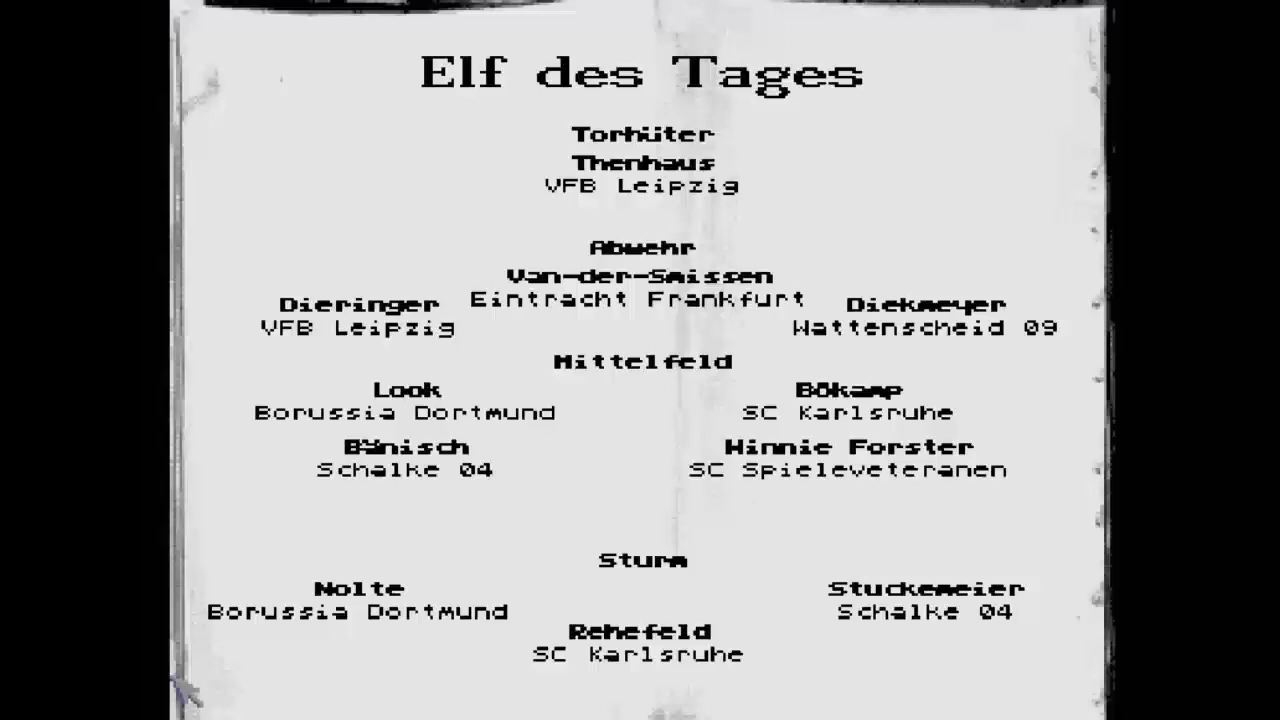 Elf des Tages
Torhüter
Thenhaus
VFB Leipzig
Abwehr
Van-der-Smissen
Eintracht Frankfurt
Dieringer
VFB Leipzig
Diekmeyer
Wattenscheid 09
Mittelfeld
Look
Borussia Dortmund
Bökamp
SC Karlsruhe
Bänisch
Schalke 04
Winnie Forster
SC Spieleveteranen
Sturm
Nolte
Borussia Dortmund
Stuckemeier
Schalke 04
Rehefeld
SC Karlsruhe